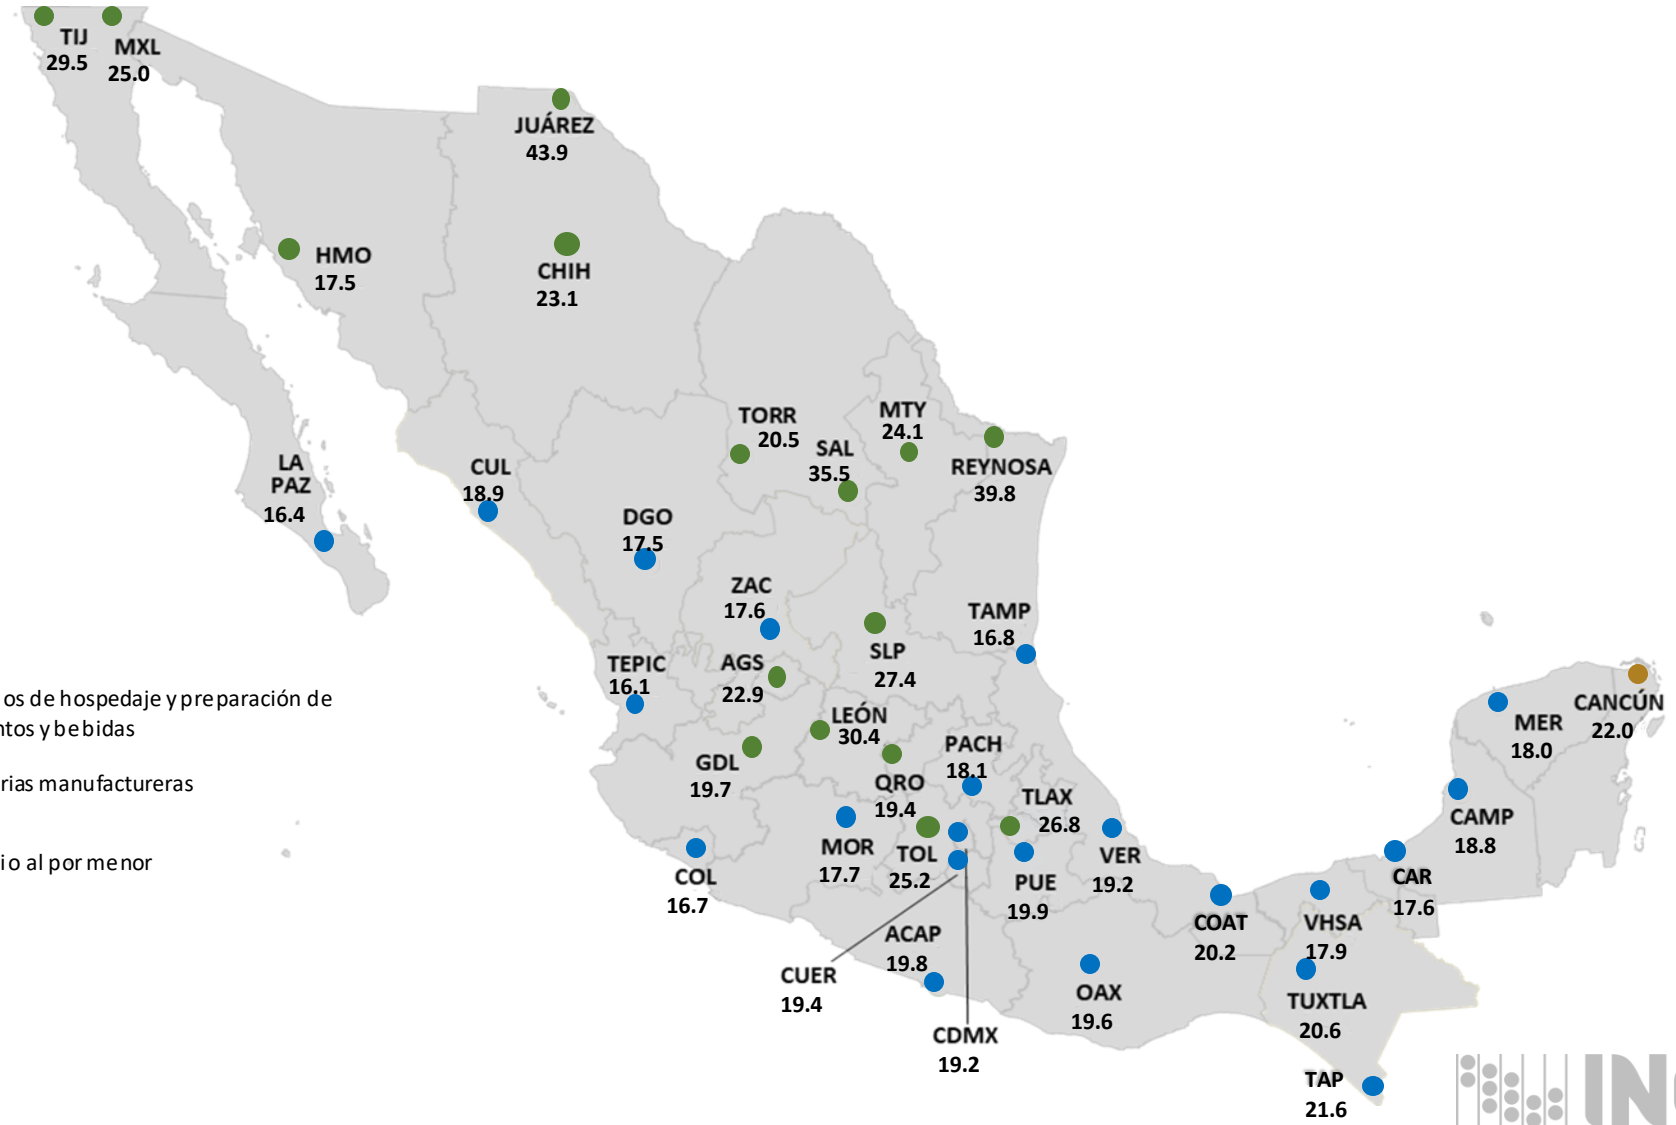 TIJ
29.5
MXL
25.0
JUÁREZ
43.9
HMO
17.5
CHIH
23.1
TORR
20.5
MTY
24.1
SAL
35.5
REYNOSA
39.8
LA
PAZ
16.4
CUL
18.9
DGO
17.5
ZAC
17.6
TAMP
16.8
SLP
27.4
TEPIC
16.1
AGS
22.9
os de hospedaje y preparación de
ntos y bebidas
rias manufactureras
io al por menor
LEÓN
30.4
GDL
19.7
QRO
19.4
PACH
18.1
TLAX
26.8
MER
18.0
CANCÚN
22.0
CAMP
18.8
COL
16.7
MOR
17.7
TOL
25.2
PUE
19.9
VER
19.2
CAR
17.6
COAT
20.2
VHSA
17.9
ACAP
19.8
CUER
19.4
CDMX
19.2
OAX
19.6
TUXTLA
20.6
TAP
21.6
IN